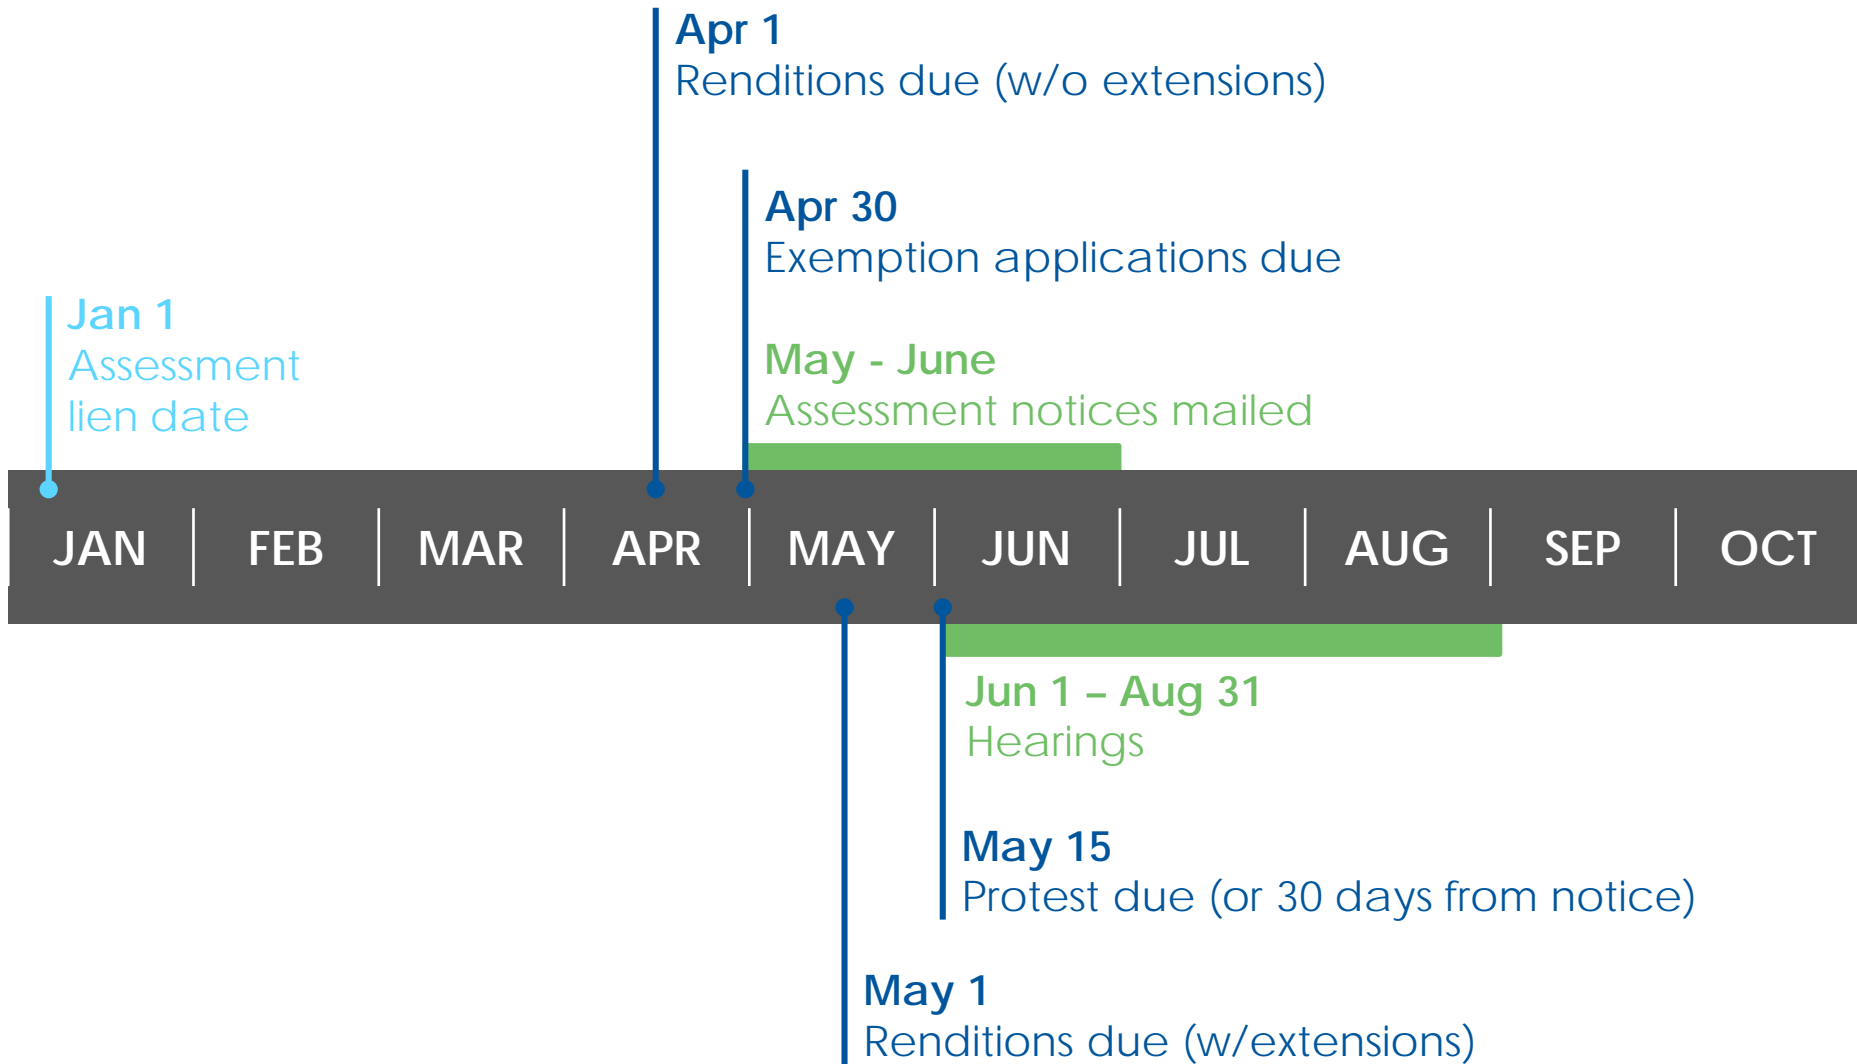 Apr 1
Renditions due (w/o extensions)
Apr 30
Exemption applications due
Jan 1
Assessment
lien date
May - June
Assessment notices mailed
JAN FEB MAR APR MAY JUN JUL AUG SEP OCT
Jun 1 – Aug 31
Hearings
May 15
Protest due (or 30 days from notice)
May 1
Renditions due (w/extensions)